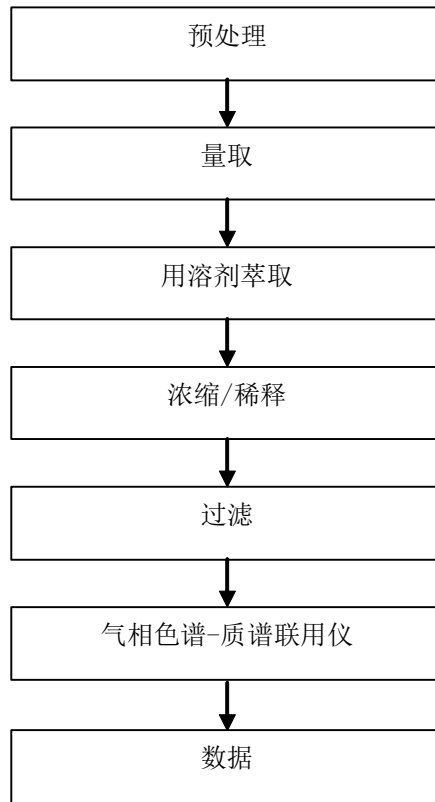 预处理
量取
用溶剂萃取
浓缩/稀释
过滤
气相色谱-质谱联用仪
数据